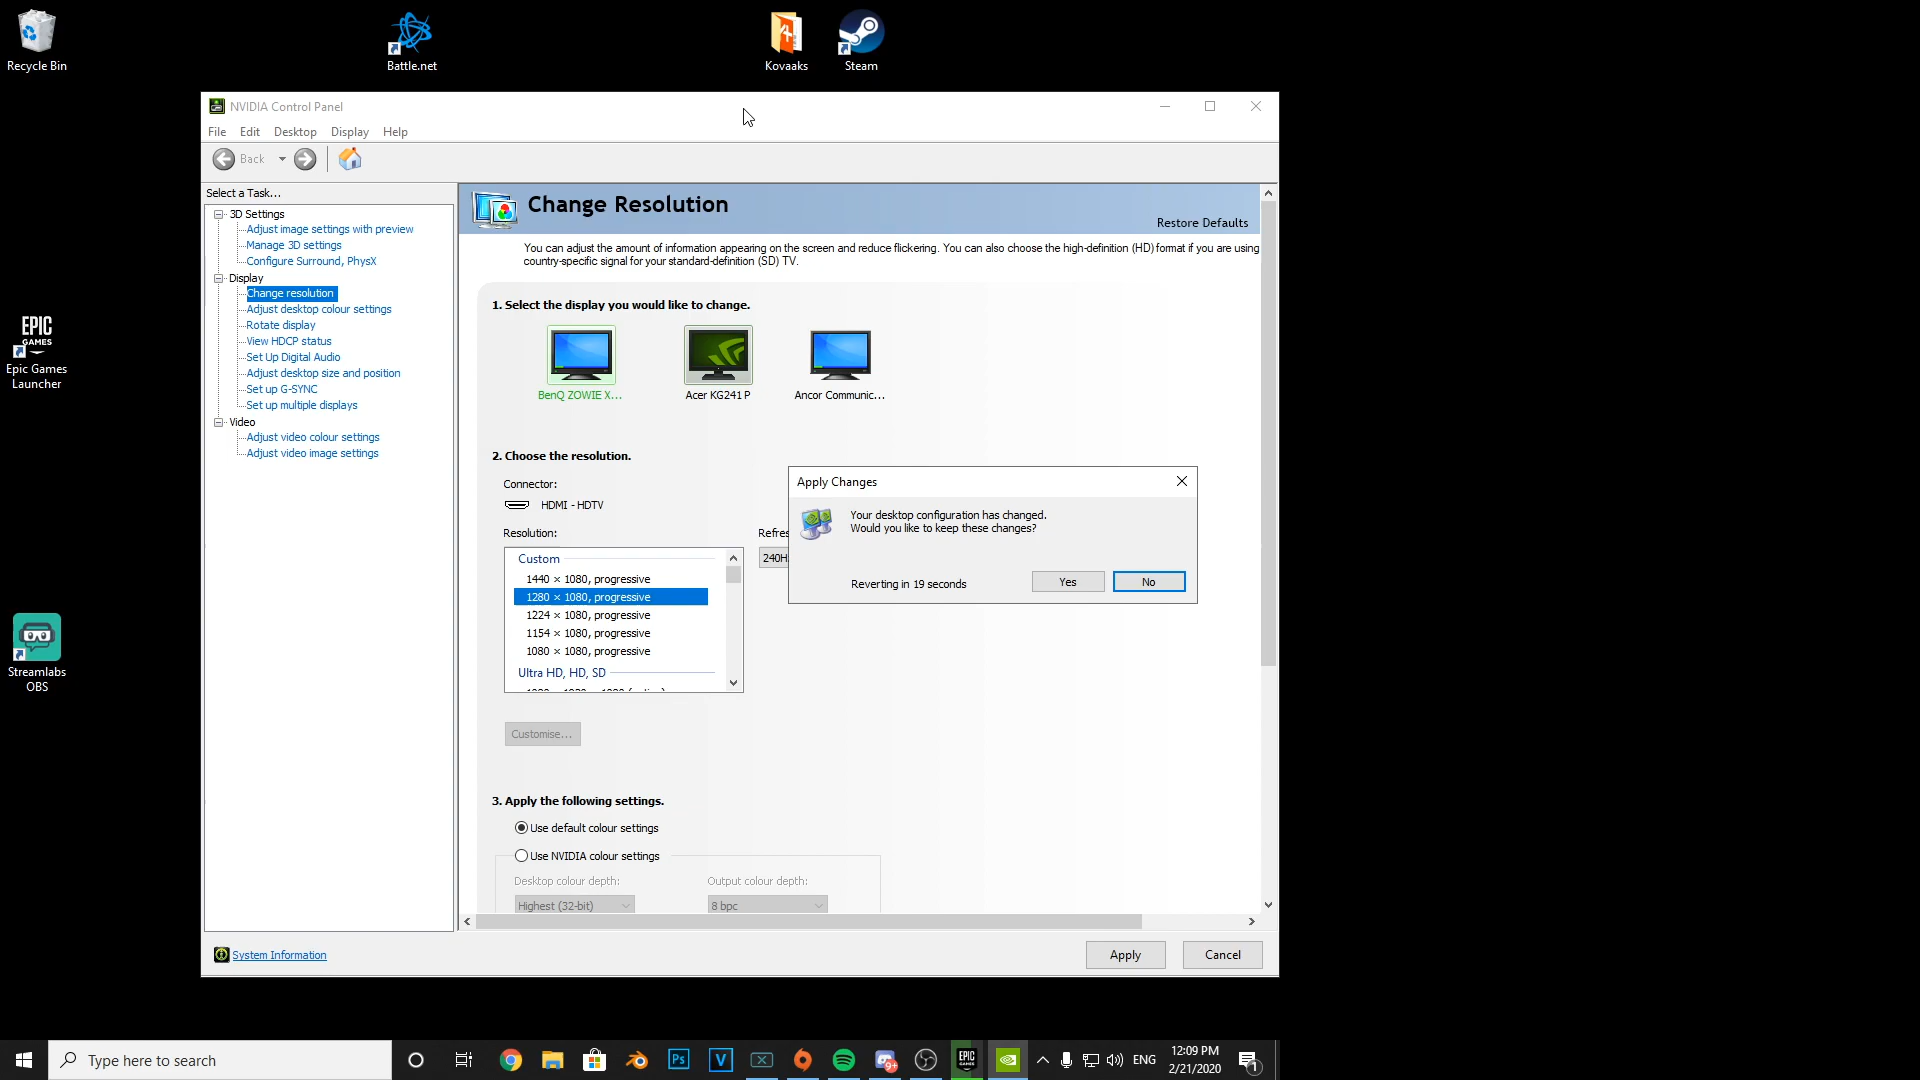 Recycle Bin
Battle.net
Kovaaks
Steam
NVIDIA Control Panel
File Edit Desktop Display Help
Back
Select a Task...
3D Settings
Adjust image settings with preview
Manage 3D settings
Configure Surround, PhysX
Display
Change resolution
Adjust desktop colour settings
Rotate display
View HDCP status
Set Up Digital Audio
Adjust desktop size and position
Set up G-SYNC
Set up multiple displays
Video
Adjust video colour settings
Adjust video image settings
System Information
EPIC
GAMES
Epic Games
Launcher
Streamlabs
OBS
Change Resolution
Restore Defaults
You can adjust the amount of information appearing on the screen and reduce flickering. You can also choose the high-definition (HD) format if you are using
country-specific signal for your standard-definition (SD) TV.
1. Select the display you would like to change.
BenQ ZOWIE X...
Acer KG241 P
Ancor Communic...
2. Choose the resolution.
Connector:
HDMI - HDTV
Resolution:
Custom
1440 × 1080, progressive
1280 × 1080, progressive
1224 × 1080, progressive
1154 × 1080, progressive
1080 × 1080, progressive
Ultra HD, HD, SD
Customise...
Apply Changes
Your desktop configuration has changed.
Would you like to keep these changes?
Reverting in 19 seconds
Yes
No
3. Apply the following settings.
Use default colour settings
Use NVIDIA colour settings
Desktop colour depth:
Output colour depth:
Highest (32-bit)
8 bpc
Apply
Cancel
Type here to search
Ps
V
9+
EPIC
GAMES
ENG
12:09 PM
2/21/2020
1